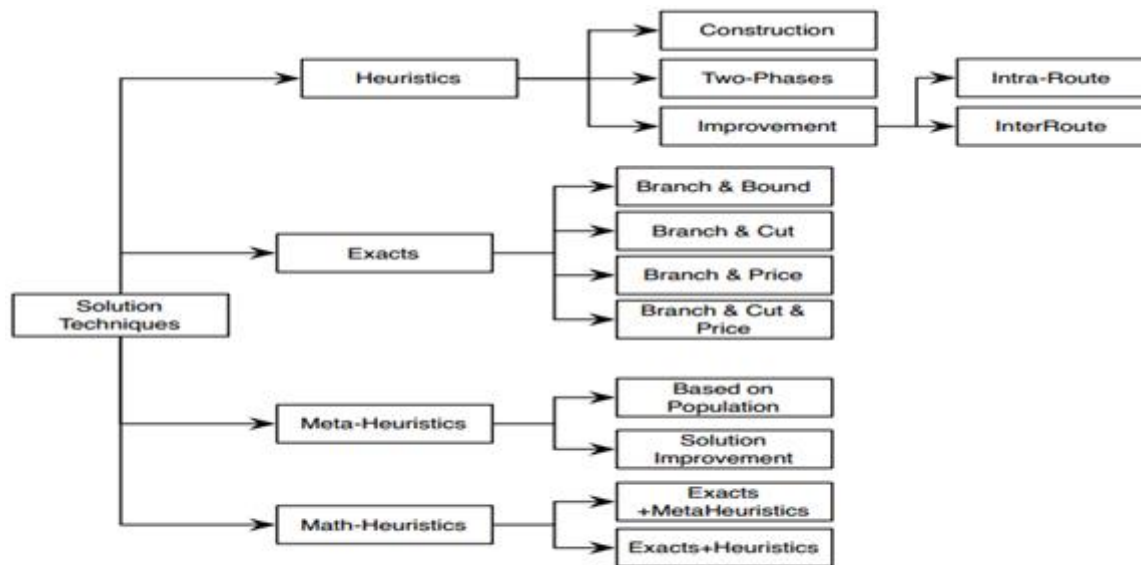 Construction
Heuristics
Two-Phases
Intra-Route
Improvement
InterRoute
Branch & Bound
Branch & Cut
Exacts
Branch & Price
Solution
Techniques
Branch & Cut &
Price
Based on
Population
Meta-Heuristics
Solution
Improvement
Exacts
+MetaHeuristics
Math-Heuristics
Exacts+Heuristics